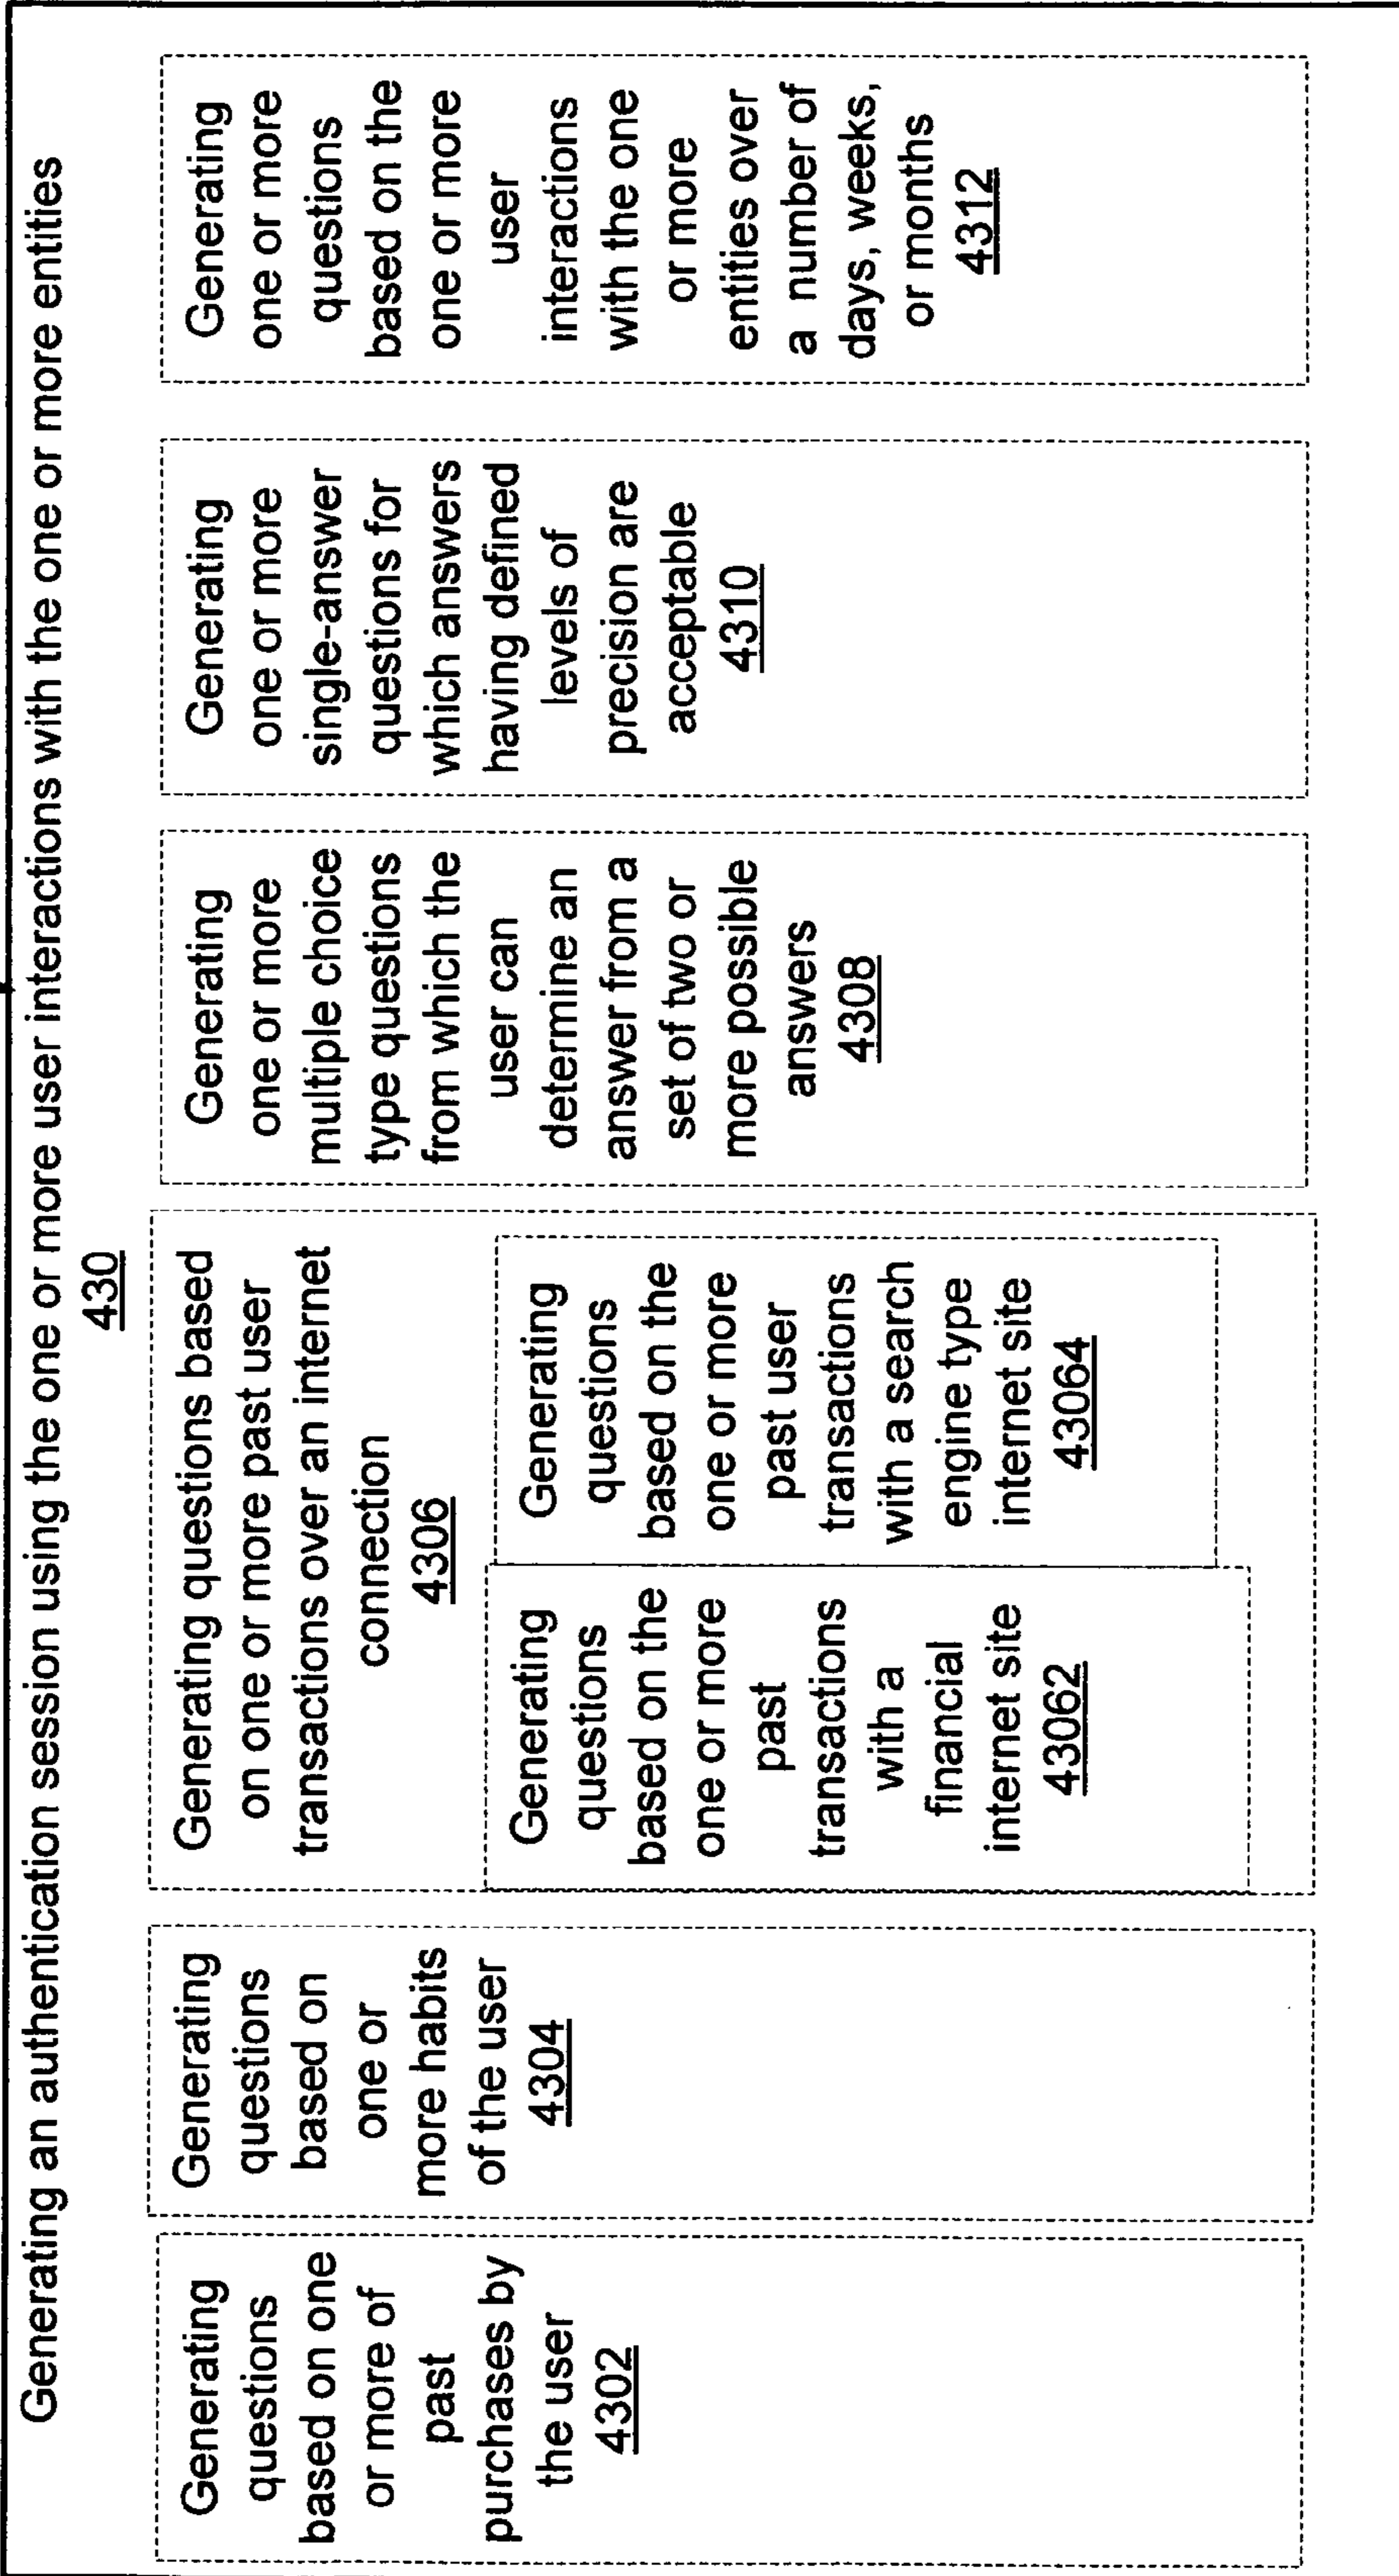 Generating an authentication session using the one or more user interactions with the one or more entities
430
Generating
questions
based on one
or more of
past
purchases by
the user
4302
Generating
questions
based on
one or
more habits
of the user
4304
Generating questions based
on one or more past user
transactions over an internet
connection
4306
Generating
questions
based on the
one or more
past
transactions
with a
financial
internet site
43062
Generating
questions
based on the
one or more
past user
transactions
with a search
engine type
internet site
43064
Generating
one or more
multiple choice
type questions
from which the
user can
determine an
answer from a
set of two or
more possible
answers
4308
Generating
one or more
single-answer
questions for
which answers
having defined
levels of
precision are
acceptable
4310
Generating
one or more
questions
based on the
one or more
user
interactions
with the one
or more
entities over
a number of
days, weeks,
or months
4312